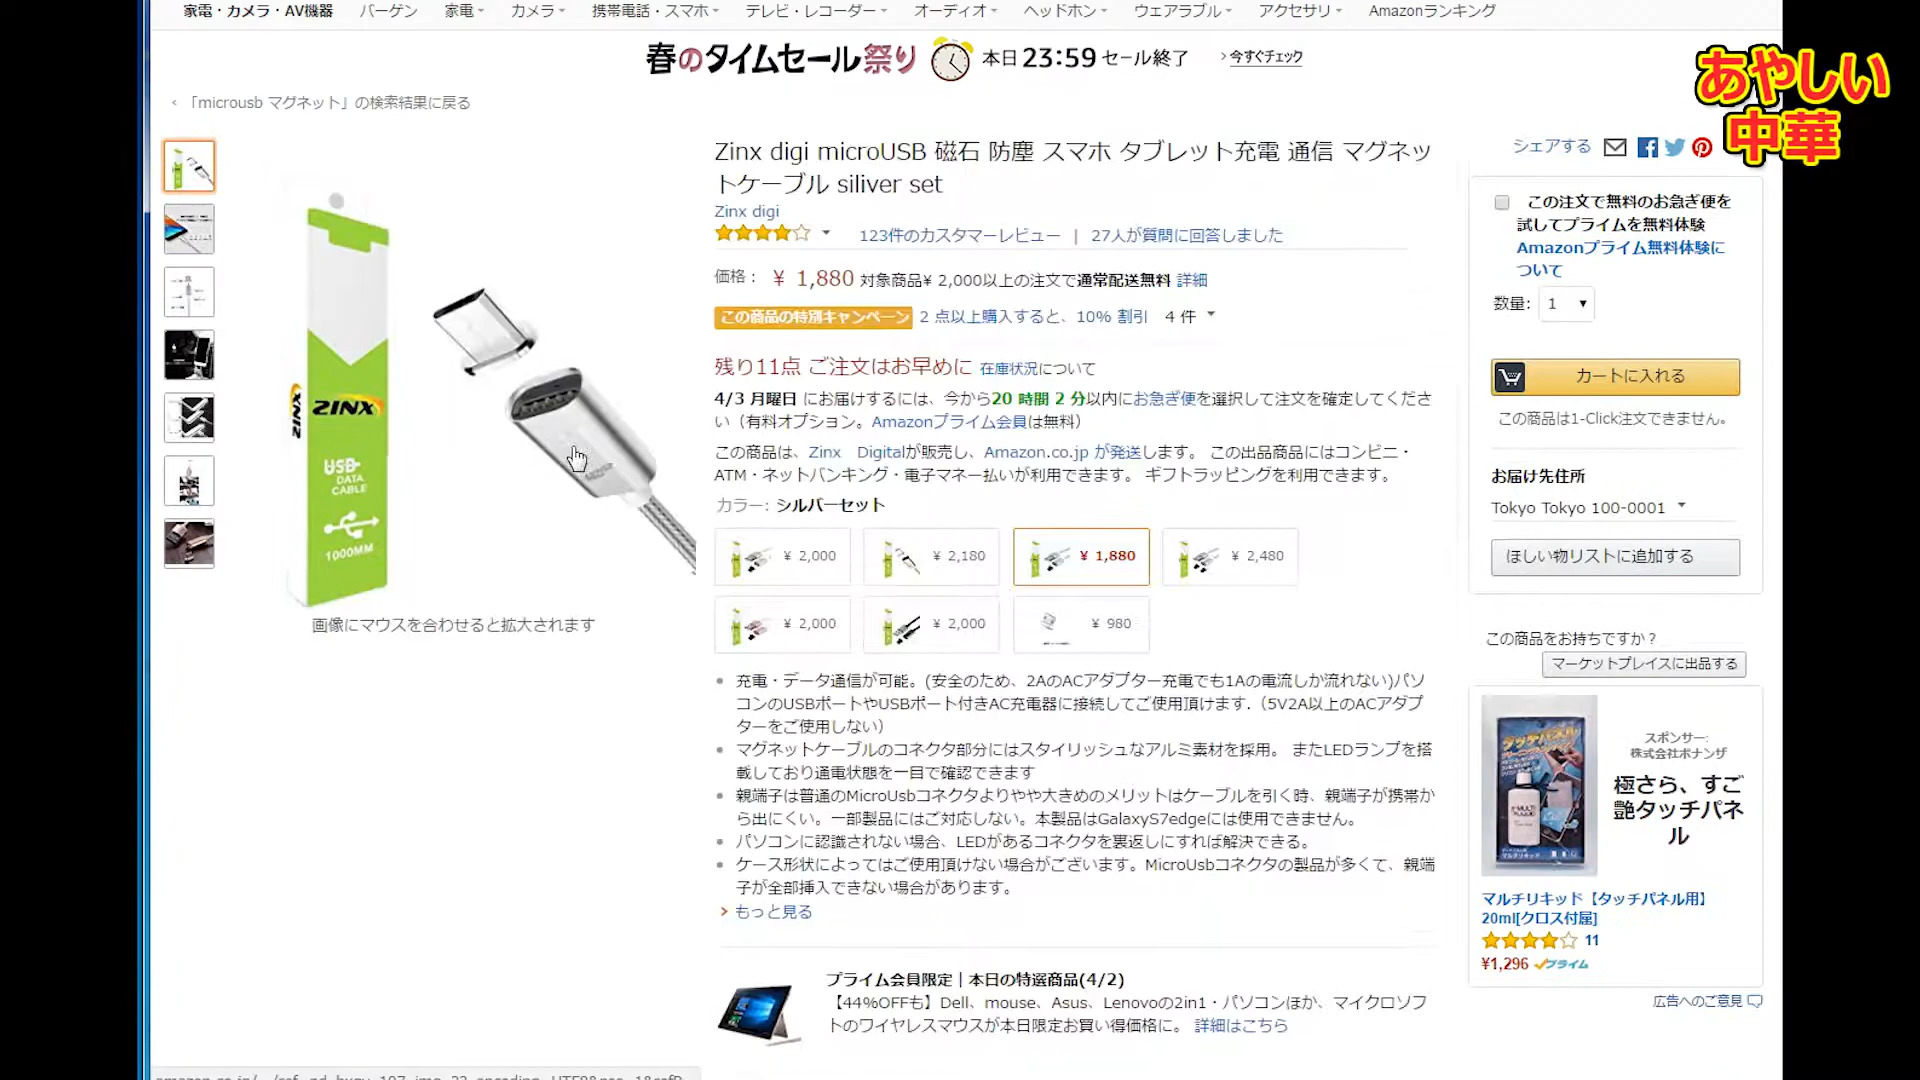 家電・カメラ・AV機器 バーゲン 家電 カメラ 携帯電話・スマホ テレビ・レコーダー オーディオ ヘッドホン ウェアラブル アクセサリ Amazonランキング
春のタイムセール祭り 本日 23:59 セール終了 › 今すぐチェック
あやしい
中華
‹ 「microusb マグネット」の検索結果に戻る
Zinx digi microUSB 磁石 防塵 スマホ タブレット充電 通信 マグネッ
トケーブル siliver set
Zinx digi
123件のカスタマーレビュー | 27人が質問に回答しました
価格： ￥ 1,880 対象商品¥ 2,000以上の注文で通常配送無料 詳細
この商品の特別キャンペーン 2 点以上購入すると、10% 割引 4 件
残り11点 ご注文はお早めに 在庫状況について
4/3 月曜日 にお届けするには、今から20 時間 2 分以内にお急ぎ便を選択して注文を確定してくださ
い（有料オプション。Amazonプライム会員は無料）
この商品は、Zinx Digitalが販売し、Amazon.co.jp が発送します。 この出品商品にはコンビニ・
ATM・ネットバンキング・電子マネー払いが利用できます。 ギフトラッピングを利用できます。
カラー: シルバーセット
￥ 2,000 ￥ 2,180 ￥ 1,880 ￥ 2,480
￥ 2,000 ￥ 2,000 ￥ 980
ZINX
ZINX
USB
DATA
CABLE
1000MM
画像にマウスを合わせると拡大されます
• 充電・データ通信が可能。(安全のため、2AのACアダプター充電でも1Aの電流しか流れない)パソ
コンのUSBポートやUSBポート付きAC充電器に接続してご使用頂けます.（5V2A以上のACアダプ
ターをご使用しない）
• マグネットケーブルのコネクタ部分にはスタイリッシュなアルミ素材を採用。 またLEDランプを搭
載しており通電状態を一目で確認できます
• 親端子は普通のMicroUsbコネクタよりやや大きめのメリットはケーブルを引く時、親端子が携帯か
ら出にくい。一部製品にはご対応しない。本製品はGalaxyS7edgeには使用できません。
• パソコンに認識されない場合、LEDがあるコネクタを裏返しにすれば解決できる。
• ケース形状によってはご使用頂けない場合がございます。MicroUsbコネクタの製品が多くて、親端
子が全部挿入できない場合があります。
› もっと見る
プライム会員限定 | 本日の特選商品(4/2)
【44%OFFも】Dell、mouse、Asus、Lenovoの2in1・パソコンほか、マイクロソフ
トのワイヤレスマウスが本日限定お買い得価格に。 詳細はこちら
シェアする
この注文で無料のお急ぎ便を
試してプライムを無料体験
Amazonプライム無料体験に
ついて
数量: 1
カートに入れる
この商品は1-Click注文できません。
お届け先住所
Tokyo Tokyo 100-0001
ほしい物リストに追加する
この商品をお持ちですか？
マーケットプレイスに出品する
スポンサー:
株式会社ボナンザ
極さら、すご
艶タッチパネ
ル
マルチリキッド【タッチパネル用】
20ml[クロス付属]
11
¥1,296 プライム
広告へのご意見